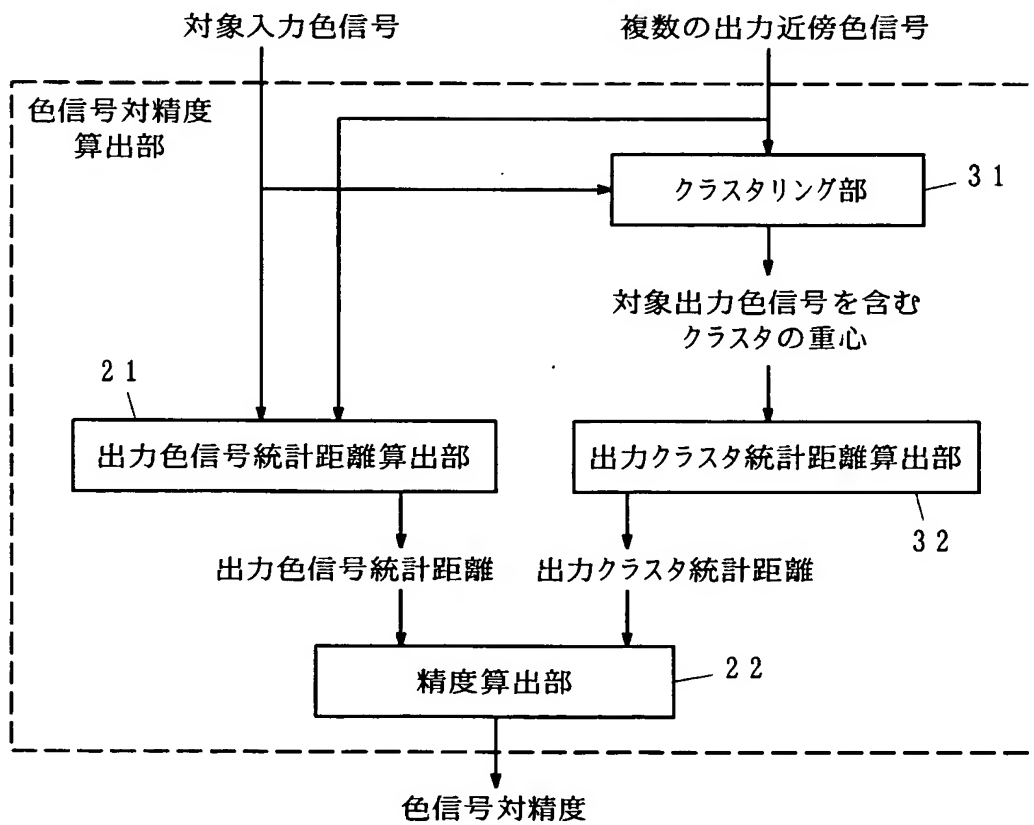 対象入力色信号
複数の出力近傍色信号
色信号対精度
算出部
クラスタリング部
31
対象出力色信号を含む
クラスタの重心
21
出力色信号統計距離算出部
出力クラスタ統計距離算出部
32
出力色信号統計距離
出力クラスタ統計距離
精度算出部
22
色信号対精度